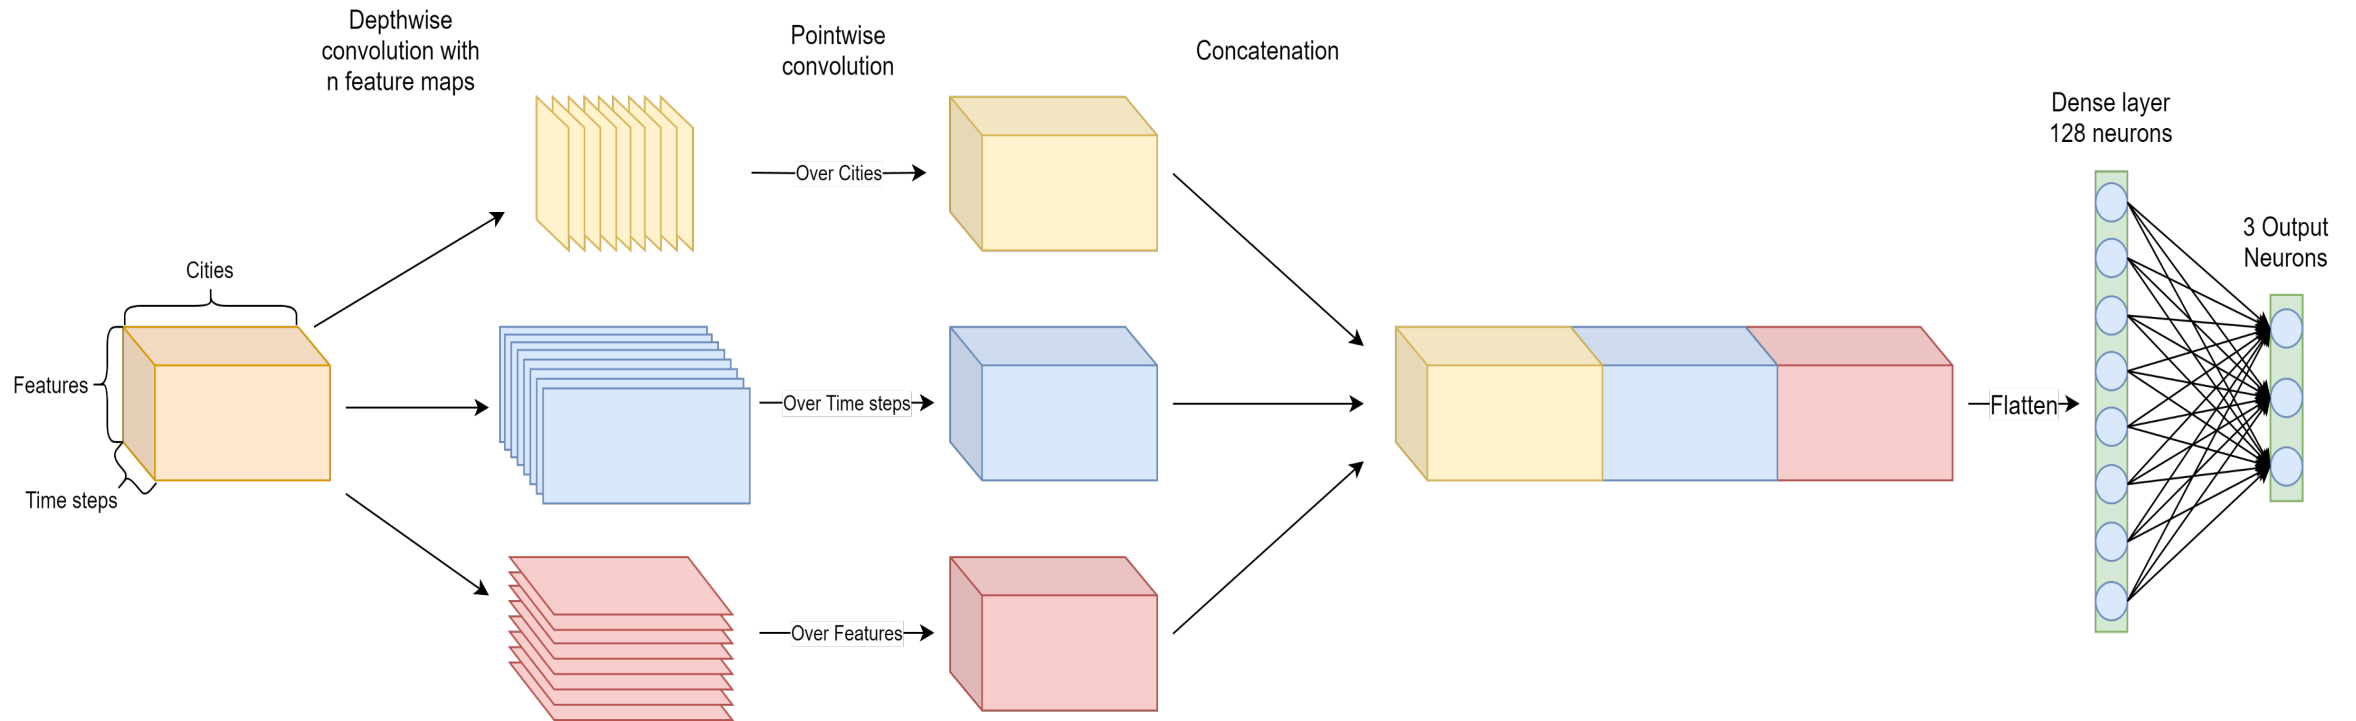 Depthwise
convolution with
n feature maps
Pointwise
convolution
Concatenation
Dense layer
128 neurons
3 Output
Neurons
Cities
Features
Time steps
Over Cities
Over Time steps
Over Features
Flatten